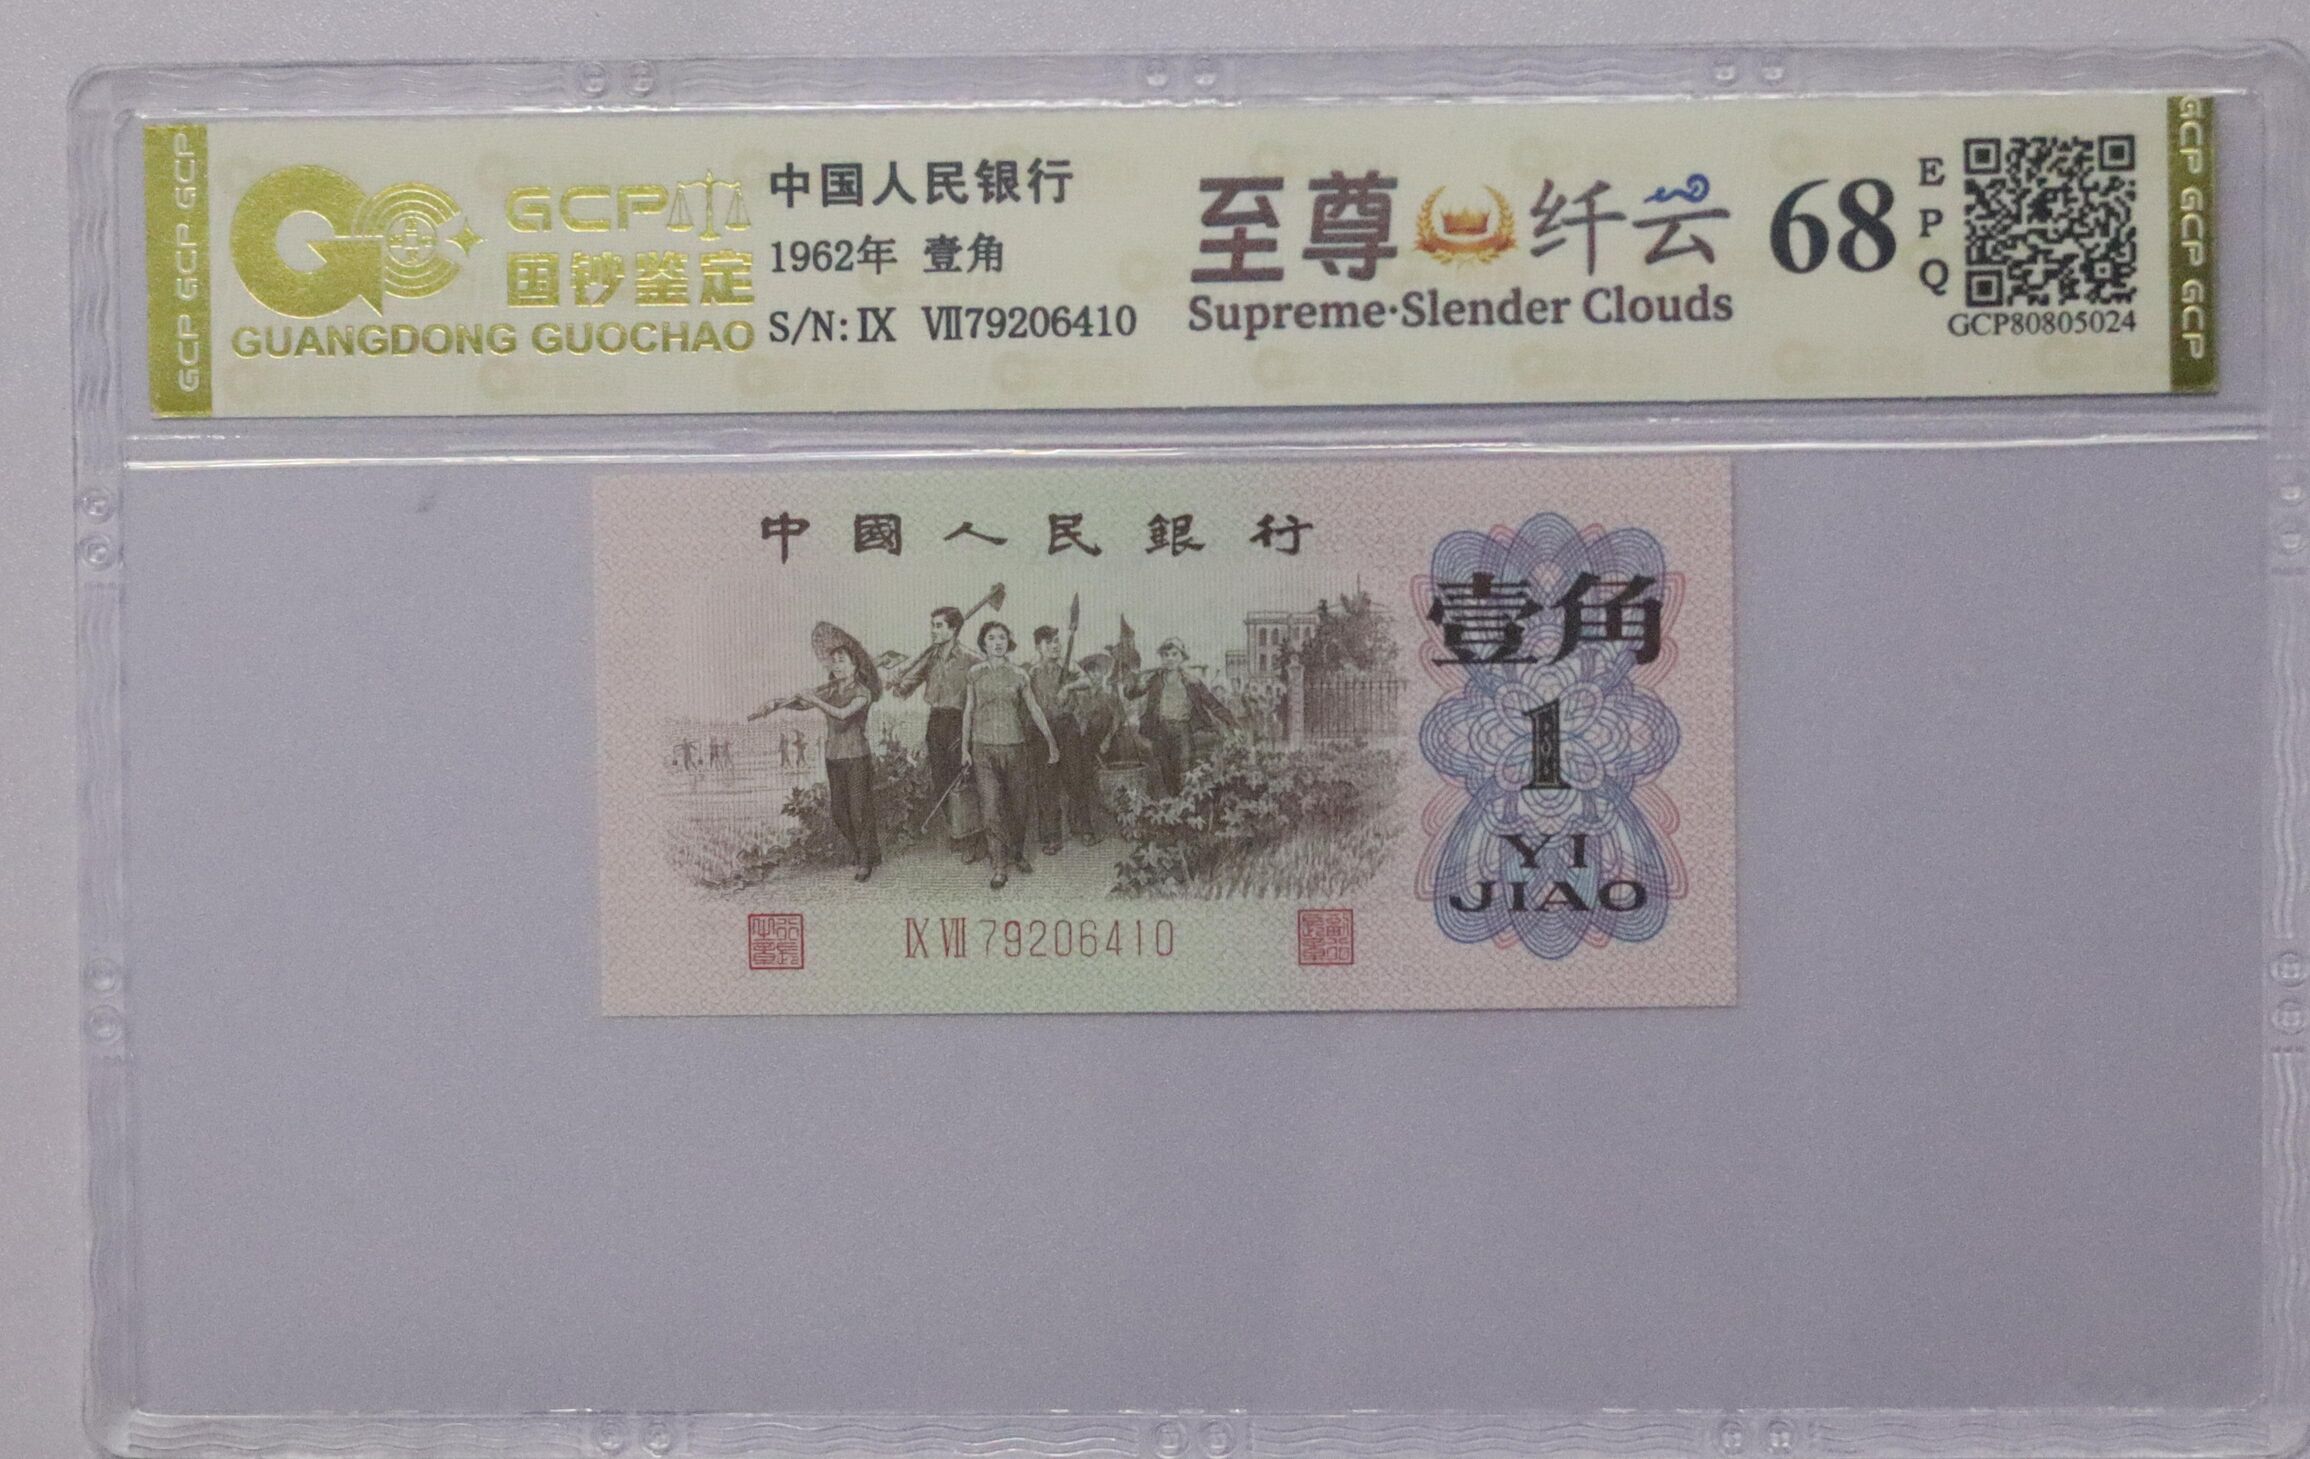 GCP GCP GCP
GCP
国钞鉴定
GUANGDONG GUOCHAO
中国人民银行
1962年 壹角
S/N: Ⅸ Ⅶ79206410
至尊 纤云
Supreme·Slender Clouds
68
EPQ
GCP80805024
GCP GCP GCP GCP
中國人民銀行
壹角
1
YI
JIAO
Ⅸ Ⅶ 79206410